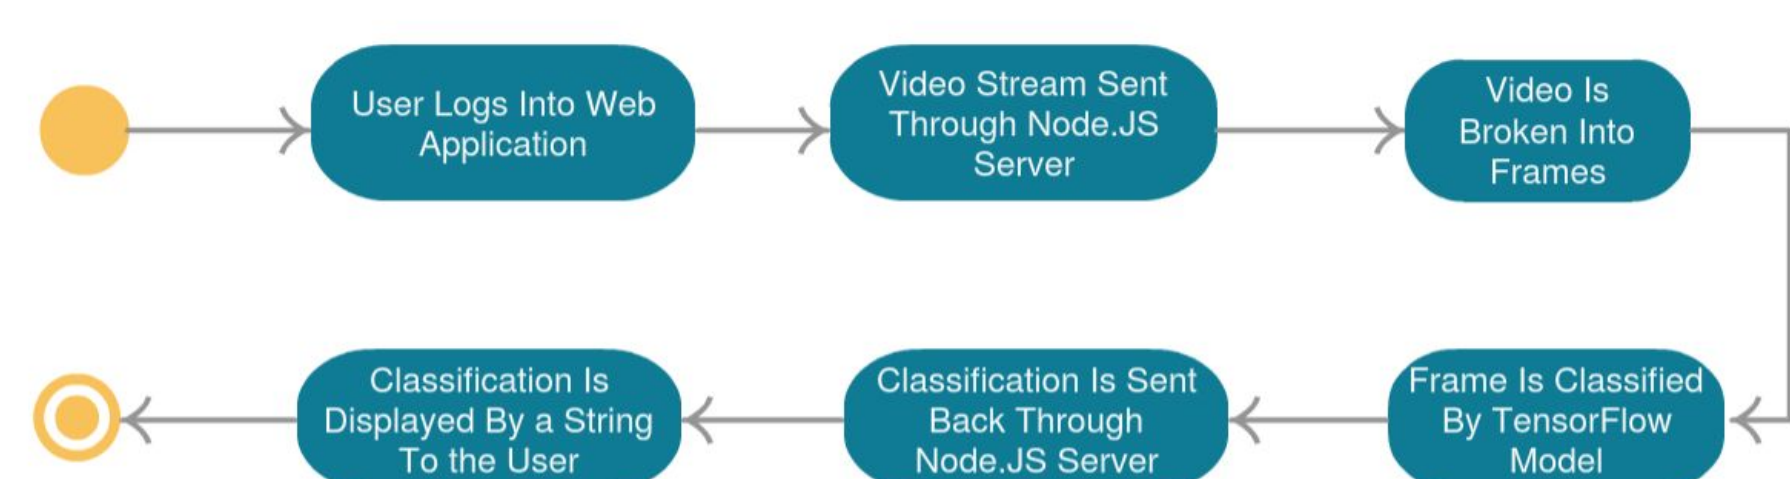 User Logs Into Web
Application
Video Stream Sent
Through Node.JS
Server
Video Is
Broken Into
Frames
Frame Is Classified
By TensorFlow
Model
Classification Is Sent
Back Through
Node.JS Server
Classification Is
Displayed By a String
To the User